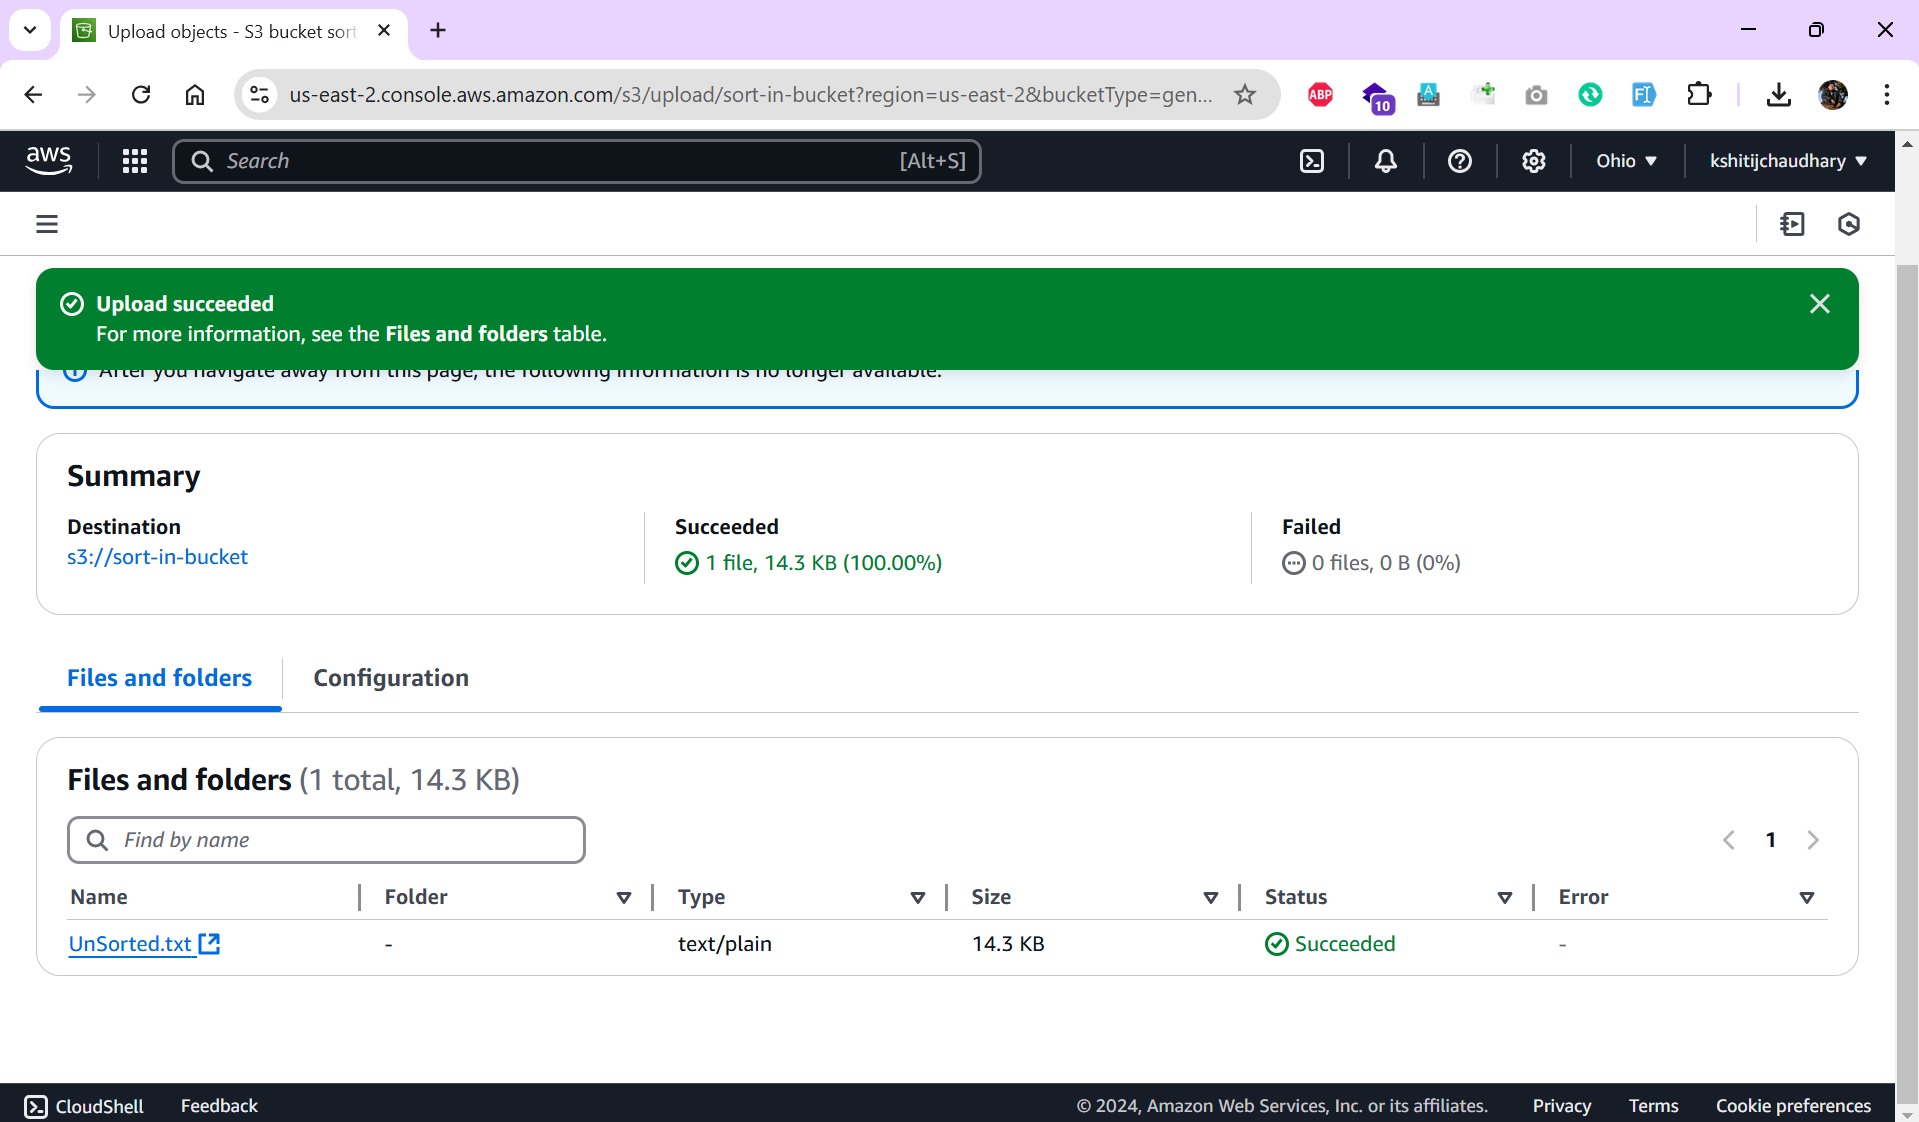 Upload objects - S3 bucket sort
us-east-2.console.aws.amazon.com/s3/upload/sort-in-bucket?region=us-east-2&bucketType=gen...
ABP
10
A
FI
aws
Search
[Alt+S]
Ohio
kshitijchaudhary
Upload succeeded
For more information, see the Files and folders table.
After you navigate away from this page, the following information is no longer available.
Summary
Destination
Succeeded
Failed
s3://sort-in-bucket
1 file, 14.3 KB (100.00%)
0 files, 0 B (0%)
Files and folders
Configuration
Files and folders (1 total, 14.3 KB)
Find by name
1
Name
Folder
Type
Size
Status
Error
UnSorted.txt
-
text/plain
14.3 KB
Succeeded
-
CloudShell
Feedback
© 2024, Amazon Web Services, Inc. or its affiliates.
Privacy
Terms
Cookie preferences